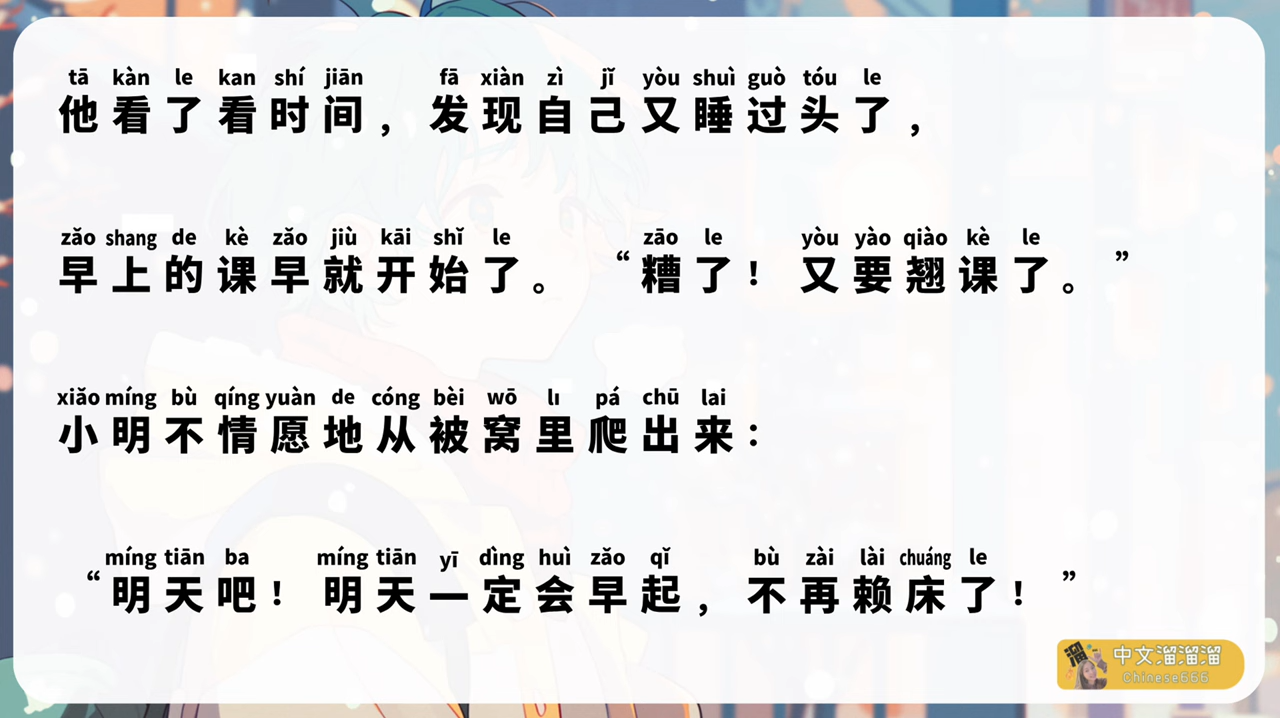 tā kàn le kan shí jiān fā xiàn zì jǐ yòu shuì guò tóu le
他看了看时间，发现自己又睡过头了，
zǎo shang de kè zǎo jiù kāi shǐ le zāo le yòu yào qiào kè le
早上的课早就开始了。“糟了！又要翘课了。”
xiǎo míng bù qíng yuàn de cóng bèi wō lı pá chū lai
小明不情愿地从被窝里爬出来：
míng tiān ba míng tiān yī dìng huì zǎo qǐ bù zài lài chuáng le
“明天吧！明天一定会早起，不再赖床了！”
溜
中文溜溜溜
Chinese666